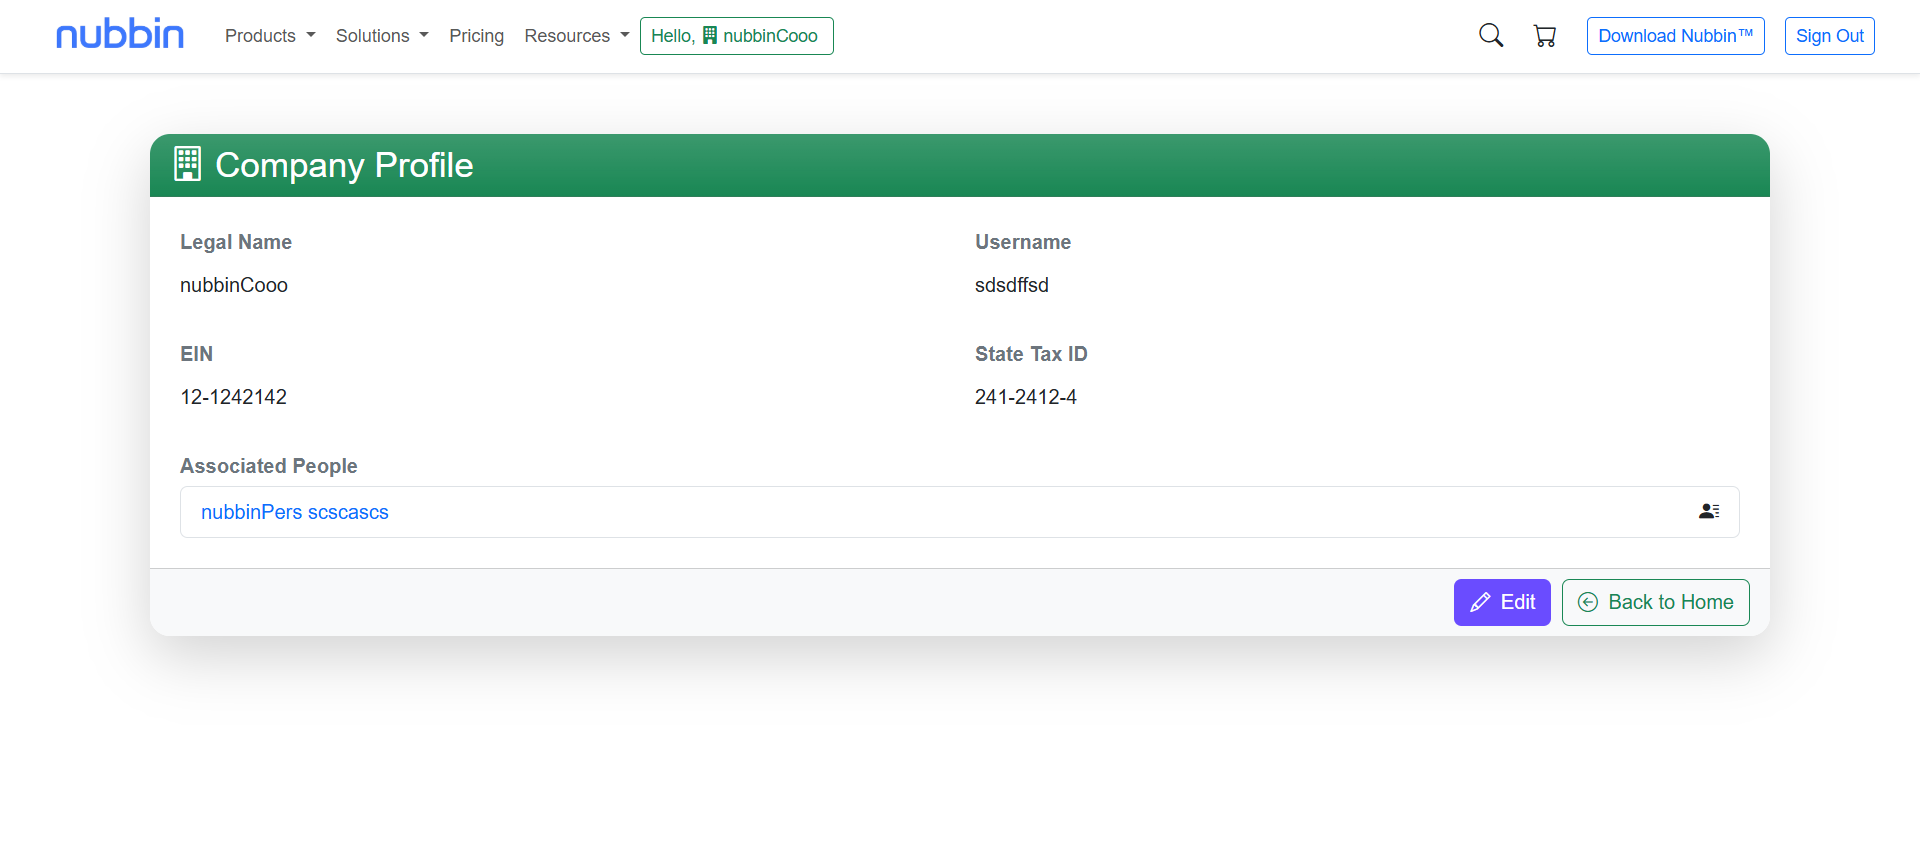 nubbin Products Solutions Pricing Resources Hello, nubbinCooo Download Nubbin™ Sign Out
Company Profile
Legal Name Username
nubbinCooo sdsdffsd
EIN State Tax ID
12-1242142 241-2412-4
Associated People
nubbinPers scscascs
Edit Back to Home